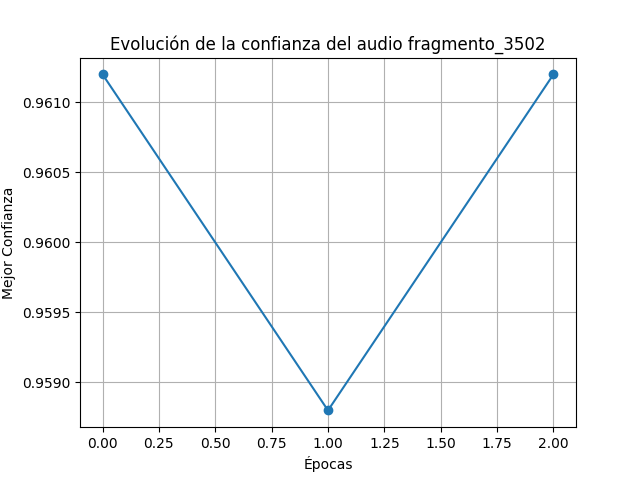 Evolución de la confianza del audio fragmento_3502
Mejor Confianza
0.9610
0.9605
0.9600
0.9595
0.9590
0.00 0.25 0.50 0.75 1.00 1.25 1.50 1.75 2.00
Épocas